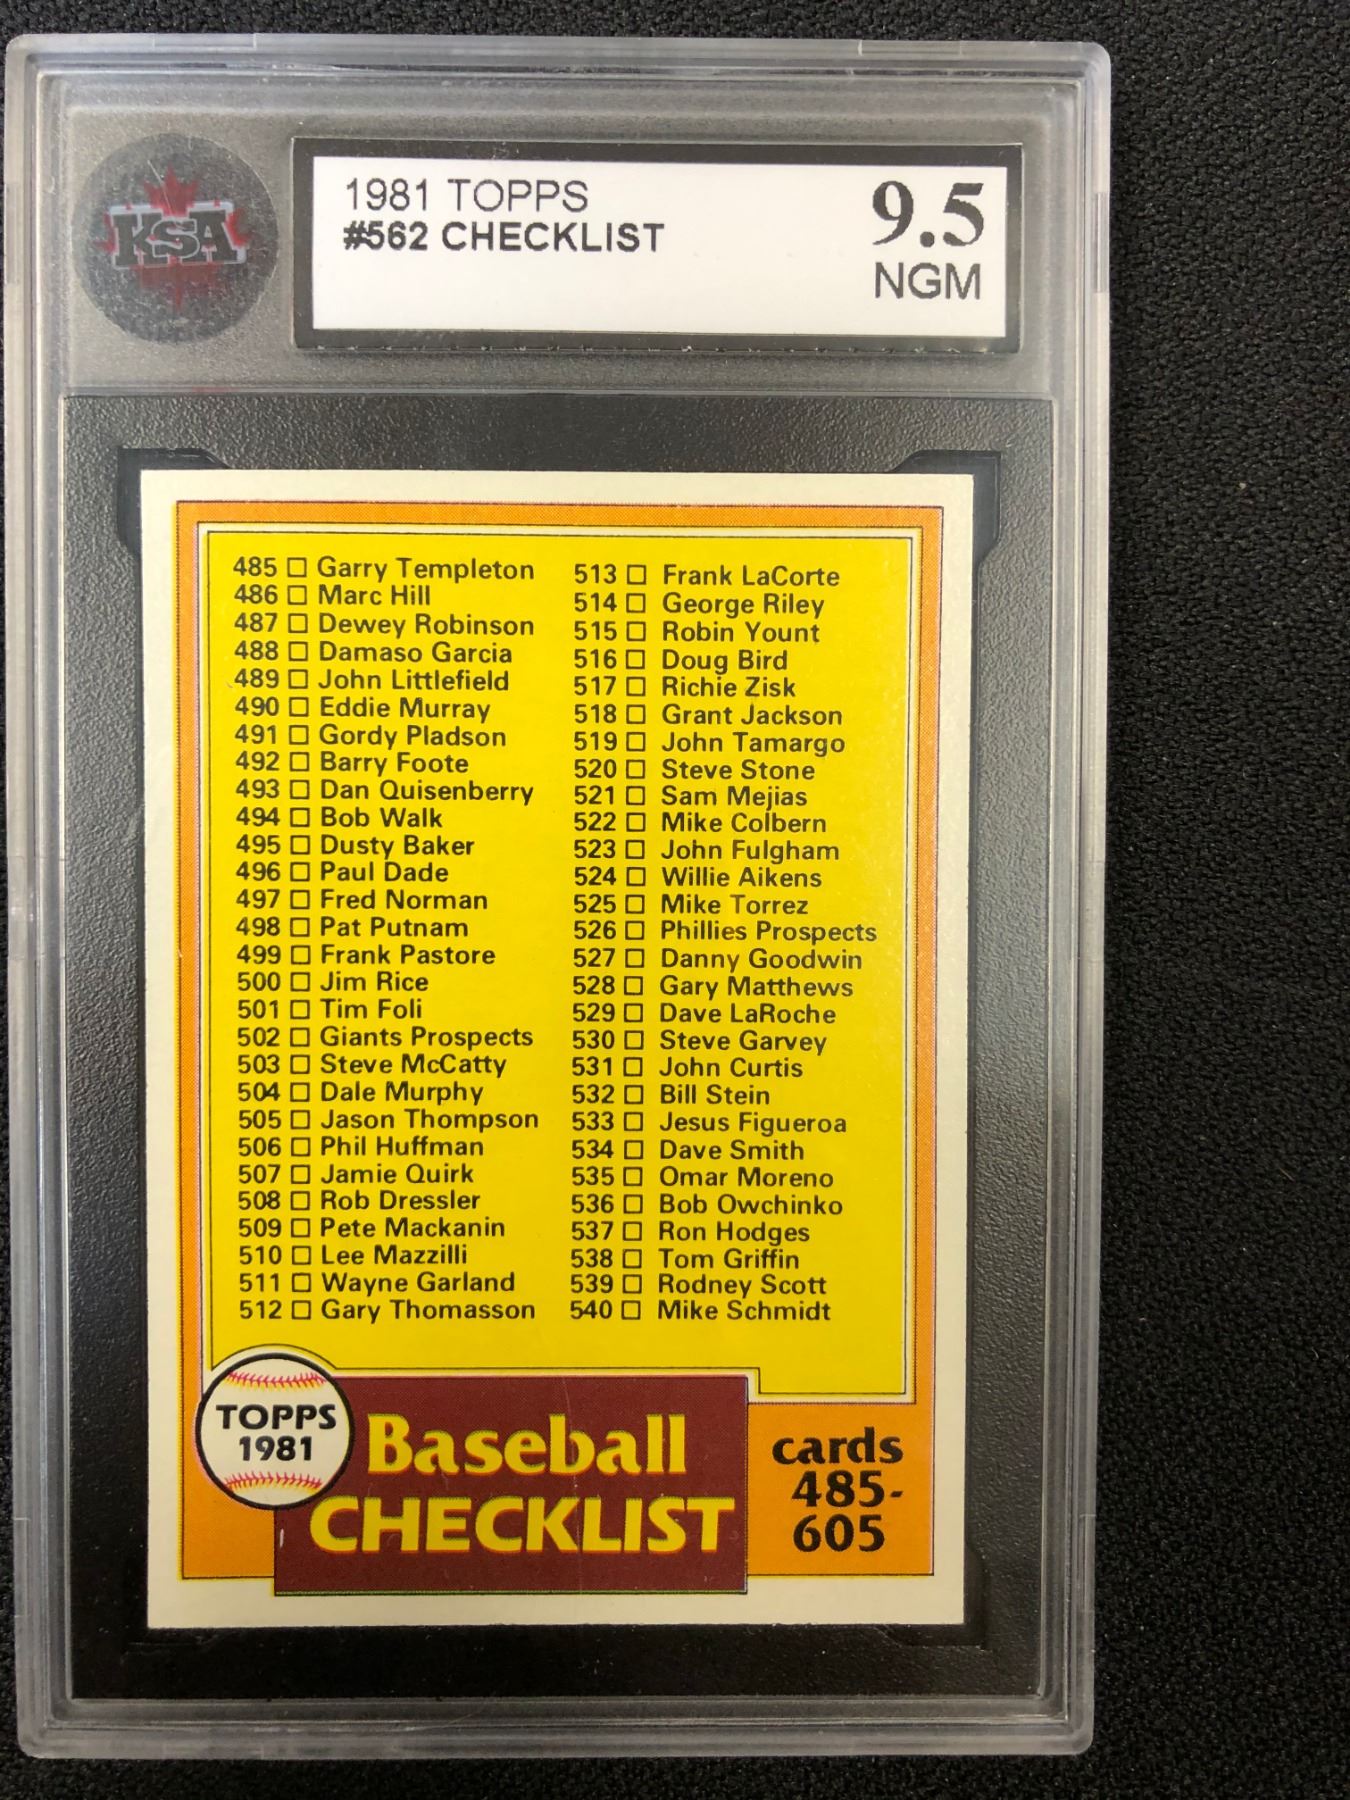 KSA
1981 TOPPS
#562 CHECKLIST
9.5
NGM
485 Garry Templeton
486 Marc Hill
487 Dewey Robinson
488 Damaso Garcia
489 John Littlefield
490 Eddie Murray
491 Gordy Pladson
492 Barry Foote
493 Dan Quisenberry
494 Bob Walk
495 Dusty Baker
496 Paul Dade
497 Fred Norman
498 Pat Putnam
499 Frank Pastore
500 Jim Rice
501 Tim Foli
502 Giants Prospects
503 Steve McCatty
504 Dale Murphy
505 Jason Thompson
506 Phil Huffman
507 Jamie Quirk
508 Rob Dressler
509 Pete Mackanin
510 Lee Mazzilli
511 Wayne Garland
512 Gary Thomasson
513 Frank LaCorte
514 George Riley
515 Robin Yount
516 Doug Bird
517 Richie Zisk
518 Grant Jackson
519 John Tamargo
520 Steve Stone
521 Sam Mejias
522 Mike Colbern
523 John Fulgham
524 Willie Aikens
525 Mike Torrez
526 Phillies Prospects
527 Danny Goodwin
528 Gary Matthews
529 Dave LaRoche
530 Steve Garvey
531 John Curtis
532 Bill Stein
533 Jesus Figueroa
534 Dave Smith
535 Omar Moreno
536 Bob Owchinko
537 Ron Hodges
538 Tom Griffin
539 Rodney Scott
540 Mike Schmidt
TOPPS
1981
Baseball
CHECKLIST
cards
485-
605